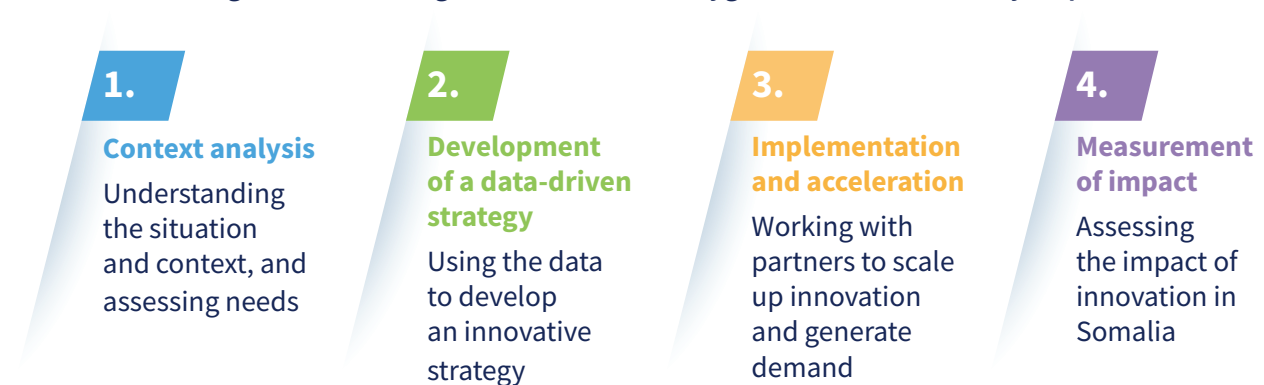 1.
Context analysis
Understanding
the situation
and context, and
assessing needs
2.
Development
of a data-driven
strategy
Using the data
to develop
an innovative
strategy
3.
Implementation
and acceleration
Working with
partners to scale
up innovation
and generate
demand
4.
Measurement
of impact
Assessing
the impact of
innovation in
Somalia